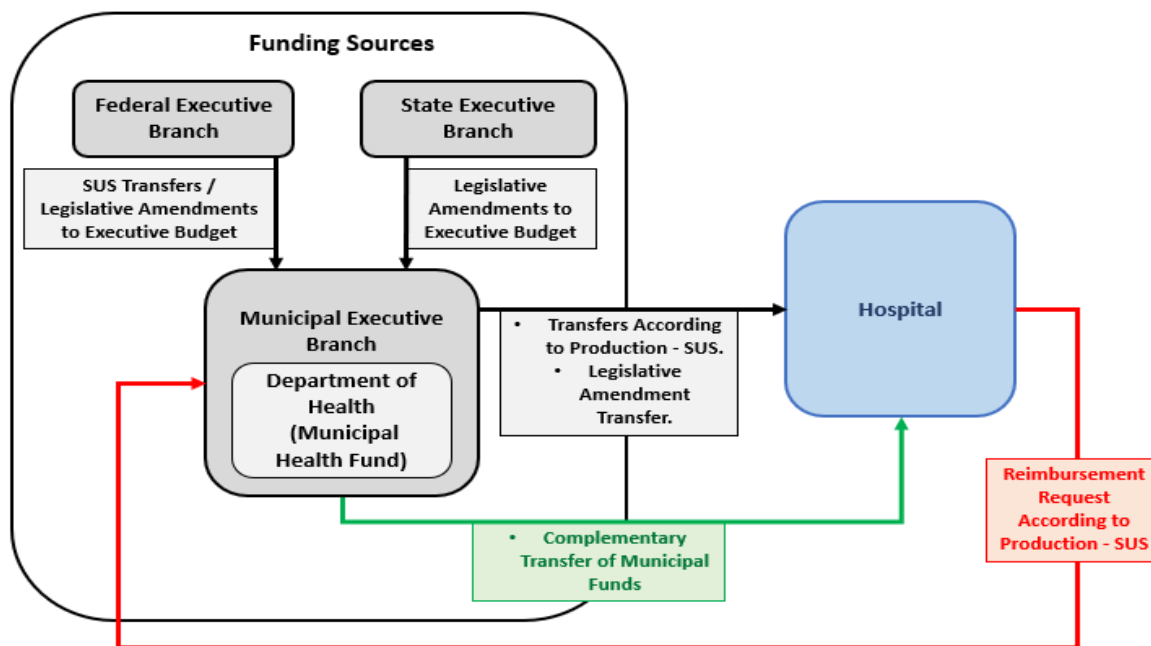 Funding Sources
Federal Executive
Branch
State Executive
Branch
SUS Transfers /
Legislative Amendments
to Executive Budget
Legislative
Amendments to
Executive Budget
Municipal Executive
Branch
Department of
Health
(Municipal
Health Fund)
• Transfers According
to Production - SUS.
• Legislative
Amendment
Transfer.
Hospital
• Complementary
Transfer of Municipal
Funds
Reimbursement
Request
According to
Production - SUS